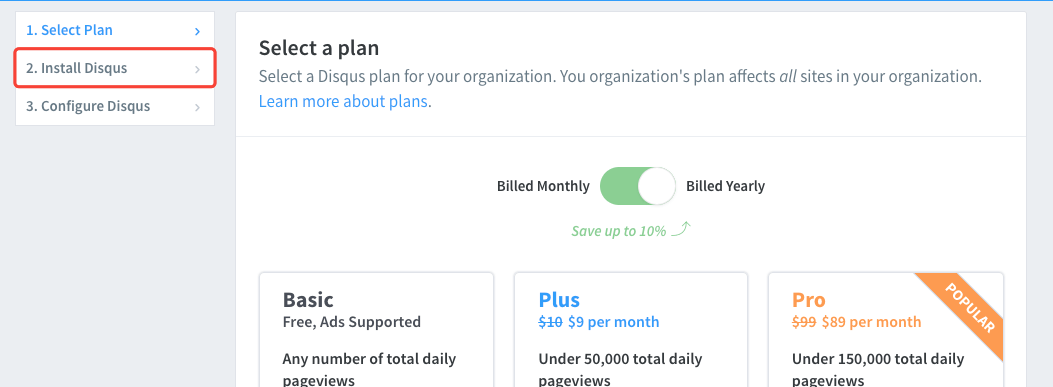 1. Select Plan
2. Install Disqus
3. Configure Disqus
Select a plan
Select a Disqus plan for your organization. You organization's plan affects all sites in your organization.
Learn more about plans.
Billed Monthly
Billed Yearly
Save up to 10%
Basic
Free, Ads Supported
Any number of total daily
pageviews
Plus
$10 $9 per month
Under 50,000 total daily
pageviews
Pro
POPULAR
$99 $89 per month
Under 150,000 total daily
pageviews